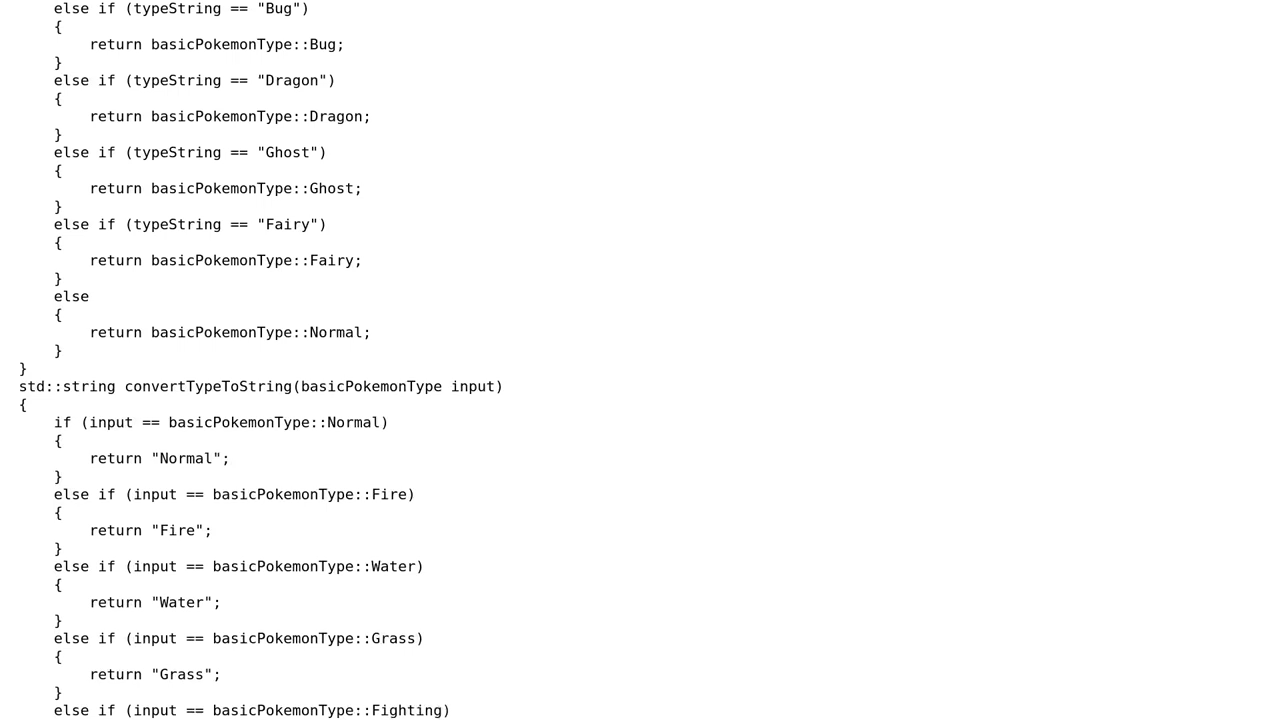 else if (typeString == "Bug")
    {
        return basicPokemonType::Bug;
    }
    else if (typeString == "Dragon")
    {
        return basicPokemonType::Dragon;
    }
    else if (typeString == "Ghost")
    {
        return basicPokemonType::Ghost;
    }
    else if (typeString == "Fairy")
    {
        return basicPokemonType::Fairy;
    }
    else
    {
        return basicPokemonType::Normal;
    }
}
std::string convertTypeToString(basicPokemonType input)
{
    if (input == basicPokemonType::Normal)
    {
        return "Normal";
    }
    else if (input == basicPokemonType::Fire)
    {
        return "Fire";
    }
    else if (input == basicPokemonType::Water)
    {
        return "Water";
    }
    else if (input == basicPokemonType::Grass)
    {
        return "Grass";
    }
    else if (input == basicPokemonType::Fighting)